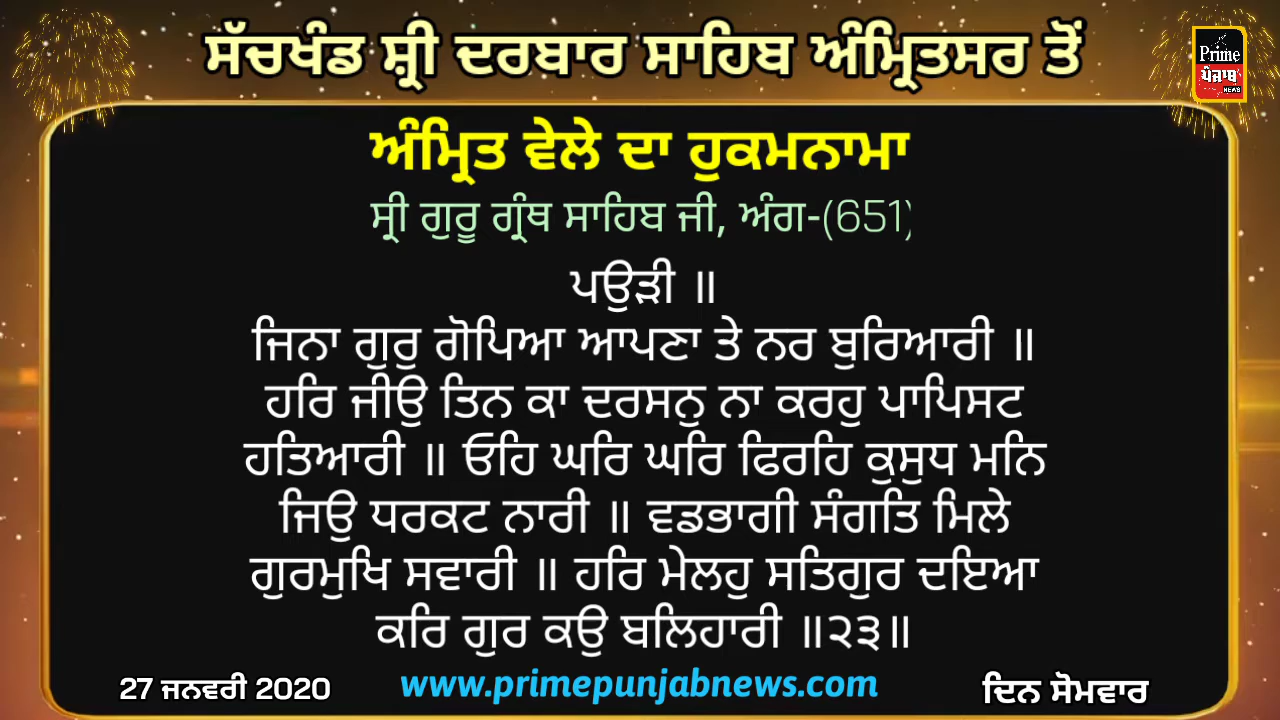 ਸੱਚਖੰਡ ਸ਼੍ਰੀ ਦਰਬਾਰ ਸਾਹਿਬ ਅੰਮ੍ਰਿਤਸਰ ਤੋਂ
Prime
ਪੰਜਾਬ
NEWS
ਅੰਮ੍ਰਿਤ ਵੇਲੇ ਦਾ ਹੁਕਮਨਾਮਾ
ਸ੍ਰੀ ਗੁਰੂ ਗ੍ਰੰਥ ਸਾਹਿਬ ਜੀ, ਅੰਗ-(651)
ਪਉੜੀ ॥
ਜਿਨਾ ਗੁਰੁ ਗੋਪਿਆ ਆਪਣਾ ਤੇ ਨਰ ਬੁਰਿਆਰੀ ॥
ਹਰਿ ਜੀਉ ਤਿਨ ਕਾ ਦਰਸਨੁ ਨਾ ਕਰਹੁ ਪਾਪਿਸਟ
ਹਤਿਆਰੀ ॥ ਓਹਿ ਘਰਿ ਘਰਿ ਫਿਰਹਿ ਕੁਸੁਧ ਮਨਿ
ਜਿਉ ਧਰਕਟ ਨਾਰੀ ॥ ਵਡਭਾਗੀ ਸੰਗਤਿ ਮਿਲੇ
ਗੁਰਮੁਖਿ ਸਵਾਰੀ ॥ ਹਰਿ ਮੇਲਹੁ ਸਤਿਗੁਰ ਦਇਆ
ਕਰਿ ਗੁਰ ਕਉ ਬਲਿਹਾਰੀ ॥੨੩॥
27 ਜਨਵਰੀ 2020
www.primepunjabnews.com
ਦਿਨ ਸੋਮਵਾਰ